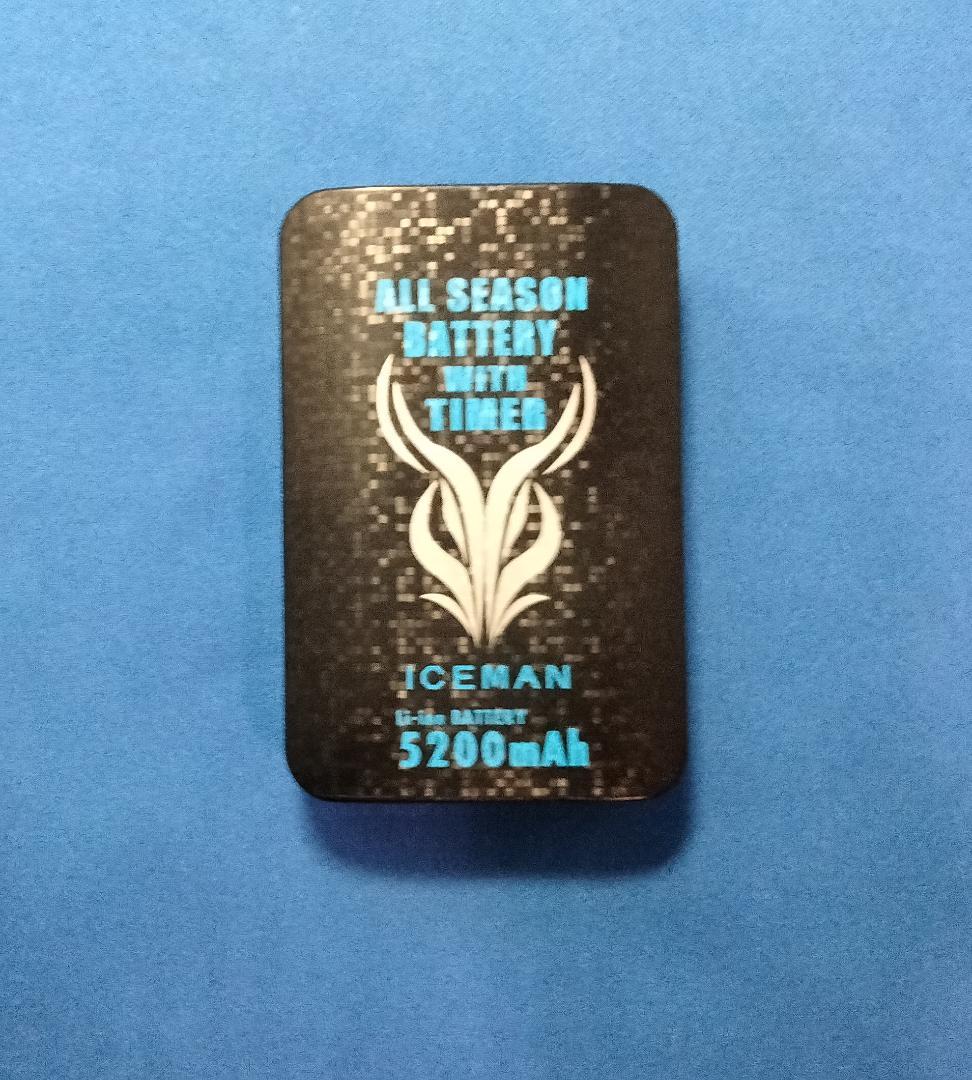 ALL SEASON
BATTERY
WITH
TIMER
ICEMAN
Li-ion BATTERY
5200mAh